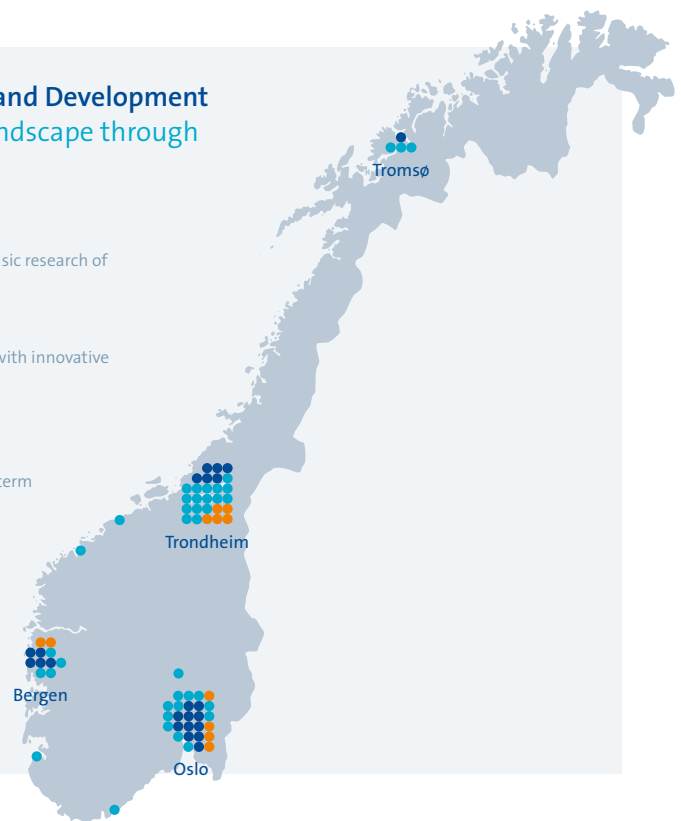 and Development
ndscape through
Tromsø
sic research of
with innovative
term
Trondheim
Bergen
Oslo